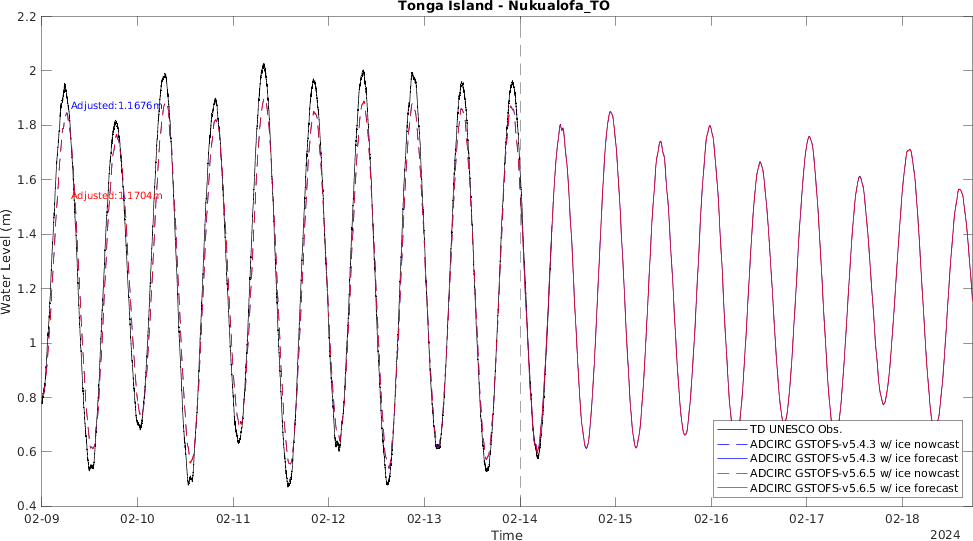 Tonga Island - Nukualofa_TO
2.2
2
1.8
1.6
1.4
1.2
1
0.8
0.6
0.4
Water Level (m)
Adjusted:1.1676m
Adjusted:1.1704m
TD UNESCO Obs.
ADCIRC GSTOFS-v5.4.3 w/ ice nowcast
ADCIRC GSTOFS-v5.4.3 w/ ice forecast
ADCIRC GSTOFS-v5.6.5 w/ ice nowcast
ADCIRC GSTOFS-v5.6.5 w/ ice forecast
02-09 02-10 02-11 02-12 02-13 02-14 02-15 02-16 02-17 02-18
Time
2024